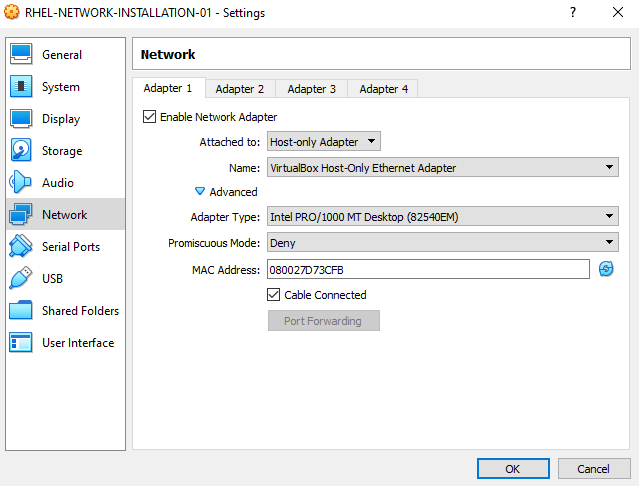 RHEL-NETWORK-INSTALLATION-01 - Settings
?
General
System
Display
Storage
Audio
Network
Serial Ports
USB
Shared Folders
User Interface
Network
Adapter 1 Adapter 2 Adapter 3 Adapter 4
Enable Network Adapter
Attached to: Host-only Adapter
Name: VirtualBox Host-Only Ethernet Adapter
Advanced
Adapter Type: Intel PRO/1000 MT Desktop (82540EM)
Promiscuous Mode: Deny
MAC Address: 080027D73CFB
Cable Connected
Port Forwarding
OK Cancel